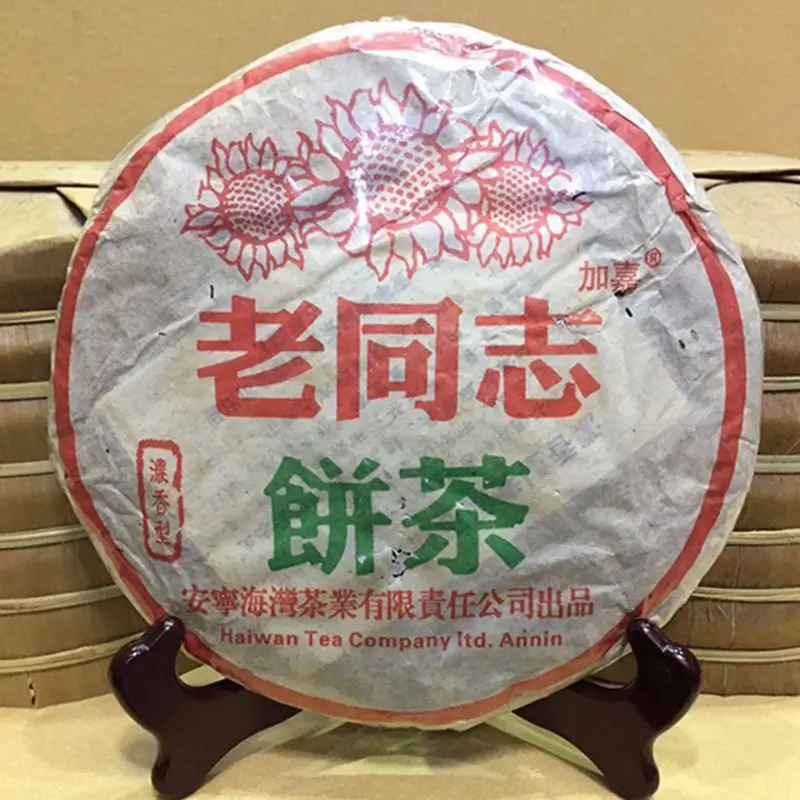 加嘉®
老同志
餅茶
濃香型
安寧海灣茶業有限責任公司出品
Haiwan Tea Company ltd. Annin